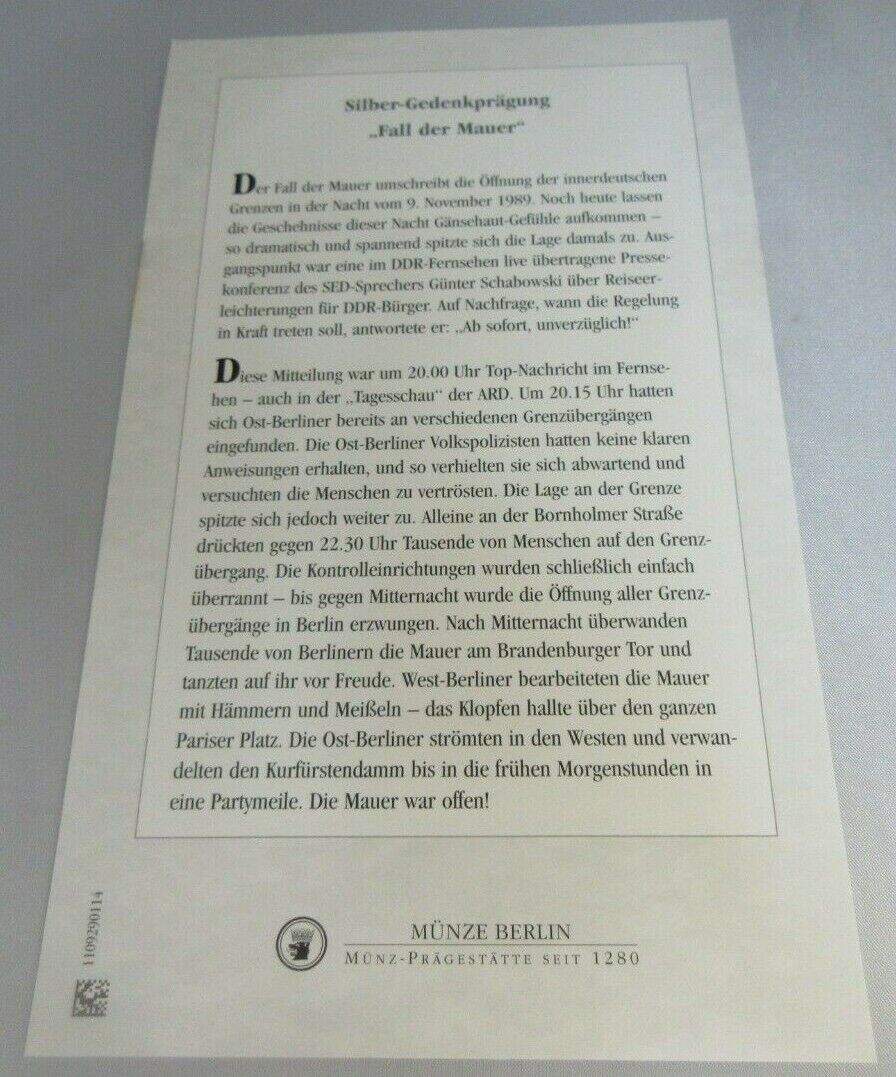 Silber-Gedenkprägung
„Fall der Mauer“
Der Fall der Mauer umschreibt die Öffnung der innerdeutschen
Grenzen in der Nacht vom 9. November 1989. Noch heute lassen
die Geschehnisse dieser Nacht Gänsehaut-Gefühle aufkommen –
so dramatisch und spannend spitzte sich die Lage damals zu. Aus-
gangspunkt war eine im DDR-Fernsehen live übertragene Presse-
konferenz des SED-Sprechers Günter Schabowski über Reiseer-
leichterungen für DDR-Bürger. Auf Nachfrage, wann die Regelung
in Kraft treten soll, antwortete er: „Ab sofort, unverzüglich!“
Diese Mitteilung war um 20.00 Uhr Top-Nachricht im Fernse-
hen – auch in der „Tagesschau“ der ARD. Um 20.15 Uhr hatten
sich Ost-Berliner bereits an verschiedenen Grenzübergängen
eingefunden. Die Ost-Berliner Volkspolizisten hatten keine klaren
Anweisungen erhalten, und so verhielten sie sich abwartend und
versuchten die Menschen zu vertrösten. Die Lage an der Grenze
spitzte sich jedoch weiter zu. Alleine an der Bornholmer Straße
drückten gegen 22.30 Uhr Tausende von Menschen auf den Grenz-
übergang. Die Kontrolleinrichtungen wurden schließlich einfach
überrannt – bis gegen Mitternacht wurde die Öffnung aller Grenz-
übergänge in Berlin erzwungen. Nach Mitternacht überwanden
Tausende von Berlinern die Mauer am Brandenburger Tor und
tanzten auf ihr vor Freude. West-Berliner bearbeiteten die Mauer
mit Hämmern und Meißeln – das Klopfen hallte über den ganzen
Pariser Platz. Die Ost-Berliner strömten in den Westen und verwan-
delten den Kurfürstendamm bis in die frühen Morgenstunden in
eine Partymeile. Die Mauer war offen!
1109290114
MÜNZE BERLIN
MÜNZ-PRÄGESTÄTTE SEIT 1280